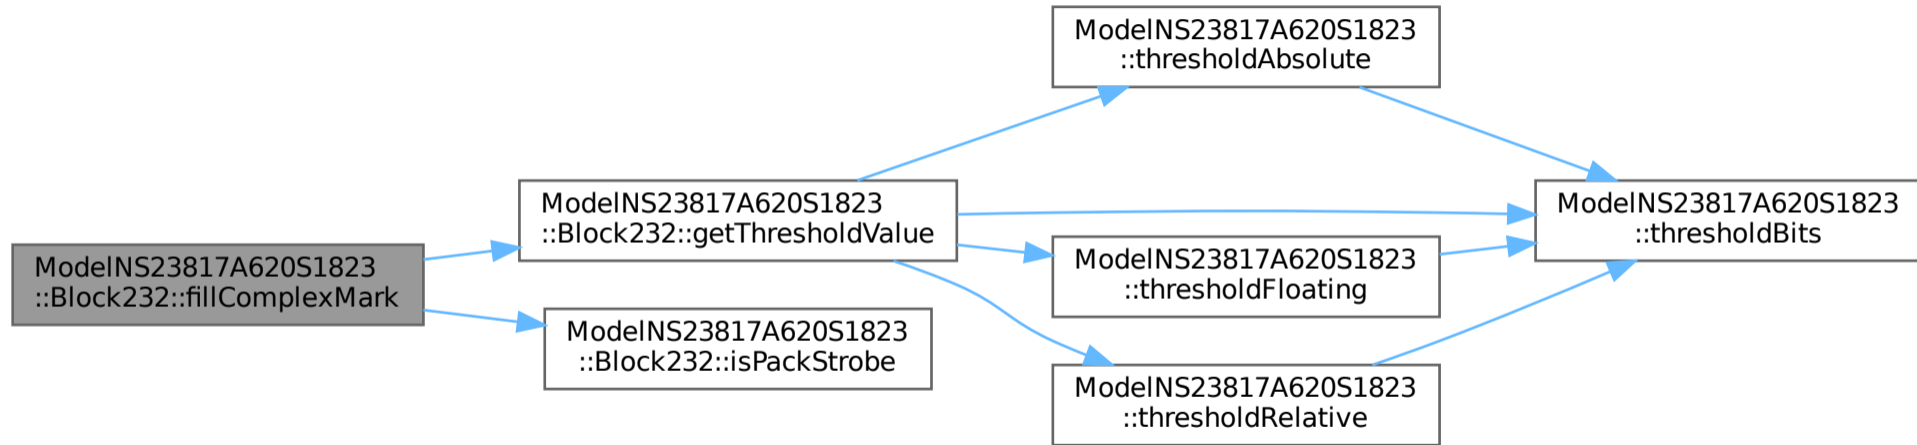 ModelNS23817A620S1823
::Block232::fillComplexMark
ModelNS23817A620S1823
::Block232::getThresholdValue
ModelNS23817A620S1823
::Block232::isPackStrobe
ModelNS23817A620S1823
::thresholdAbsolute
ModelNS23817A620S1823
::thresholdFloating
ModelNS23817A620S1823
::thresholdRelative
ModelNS23817A620S1823
::thresholdBits